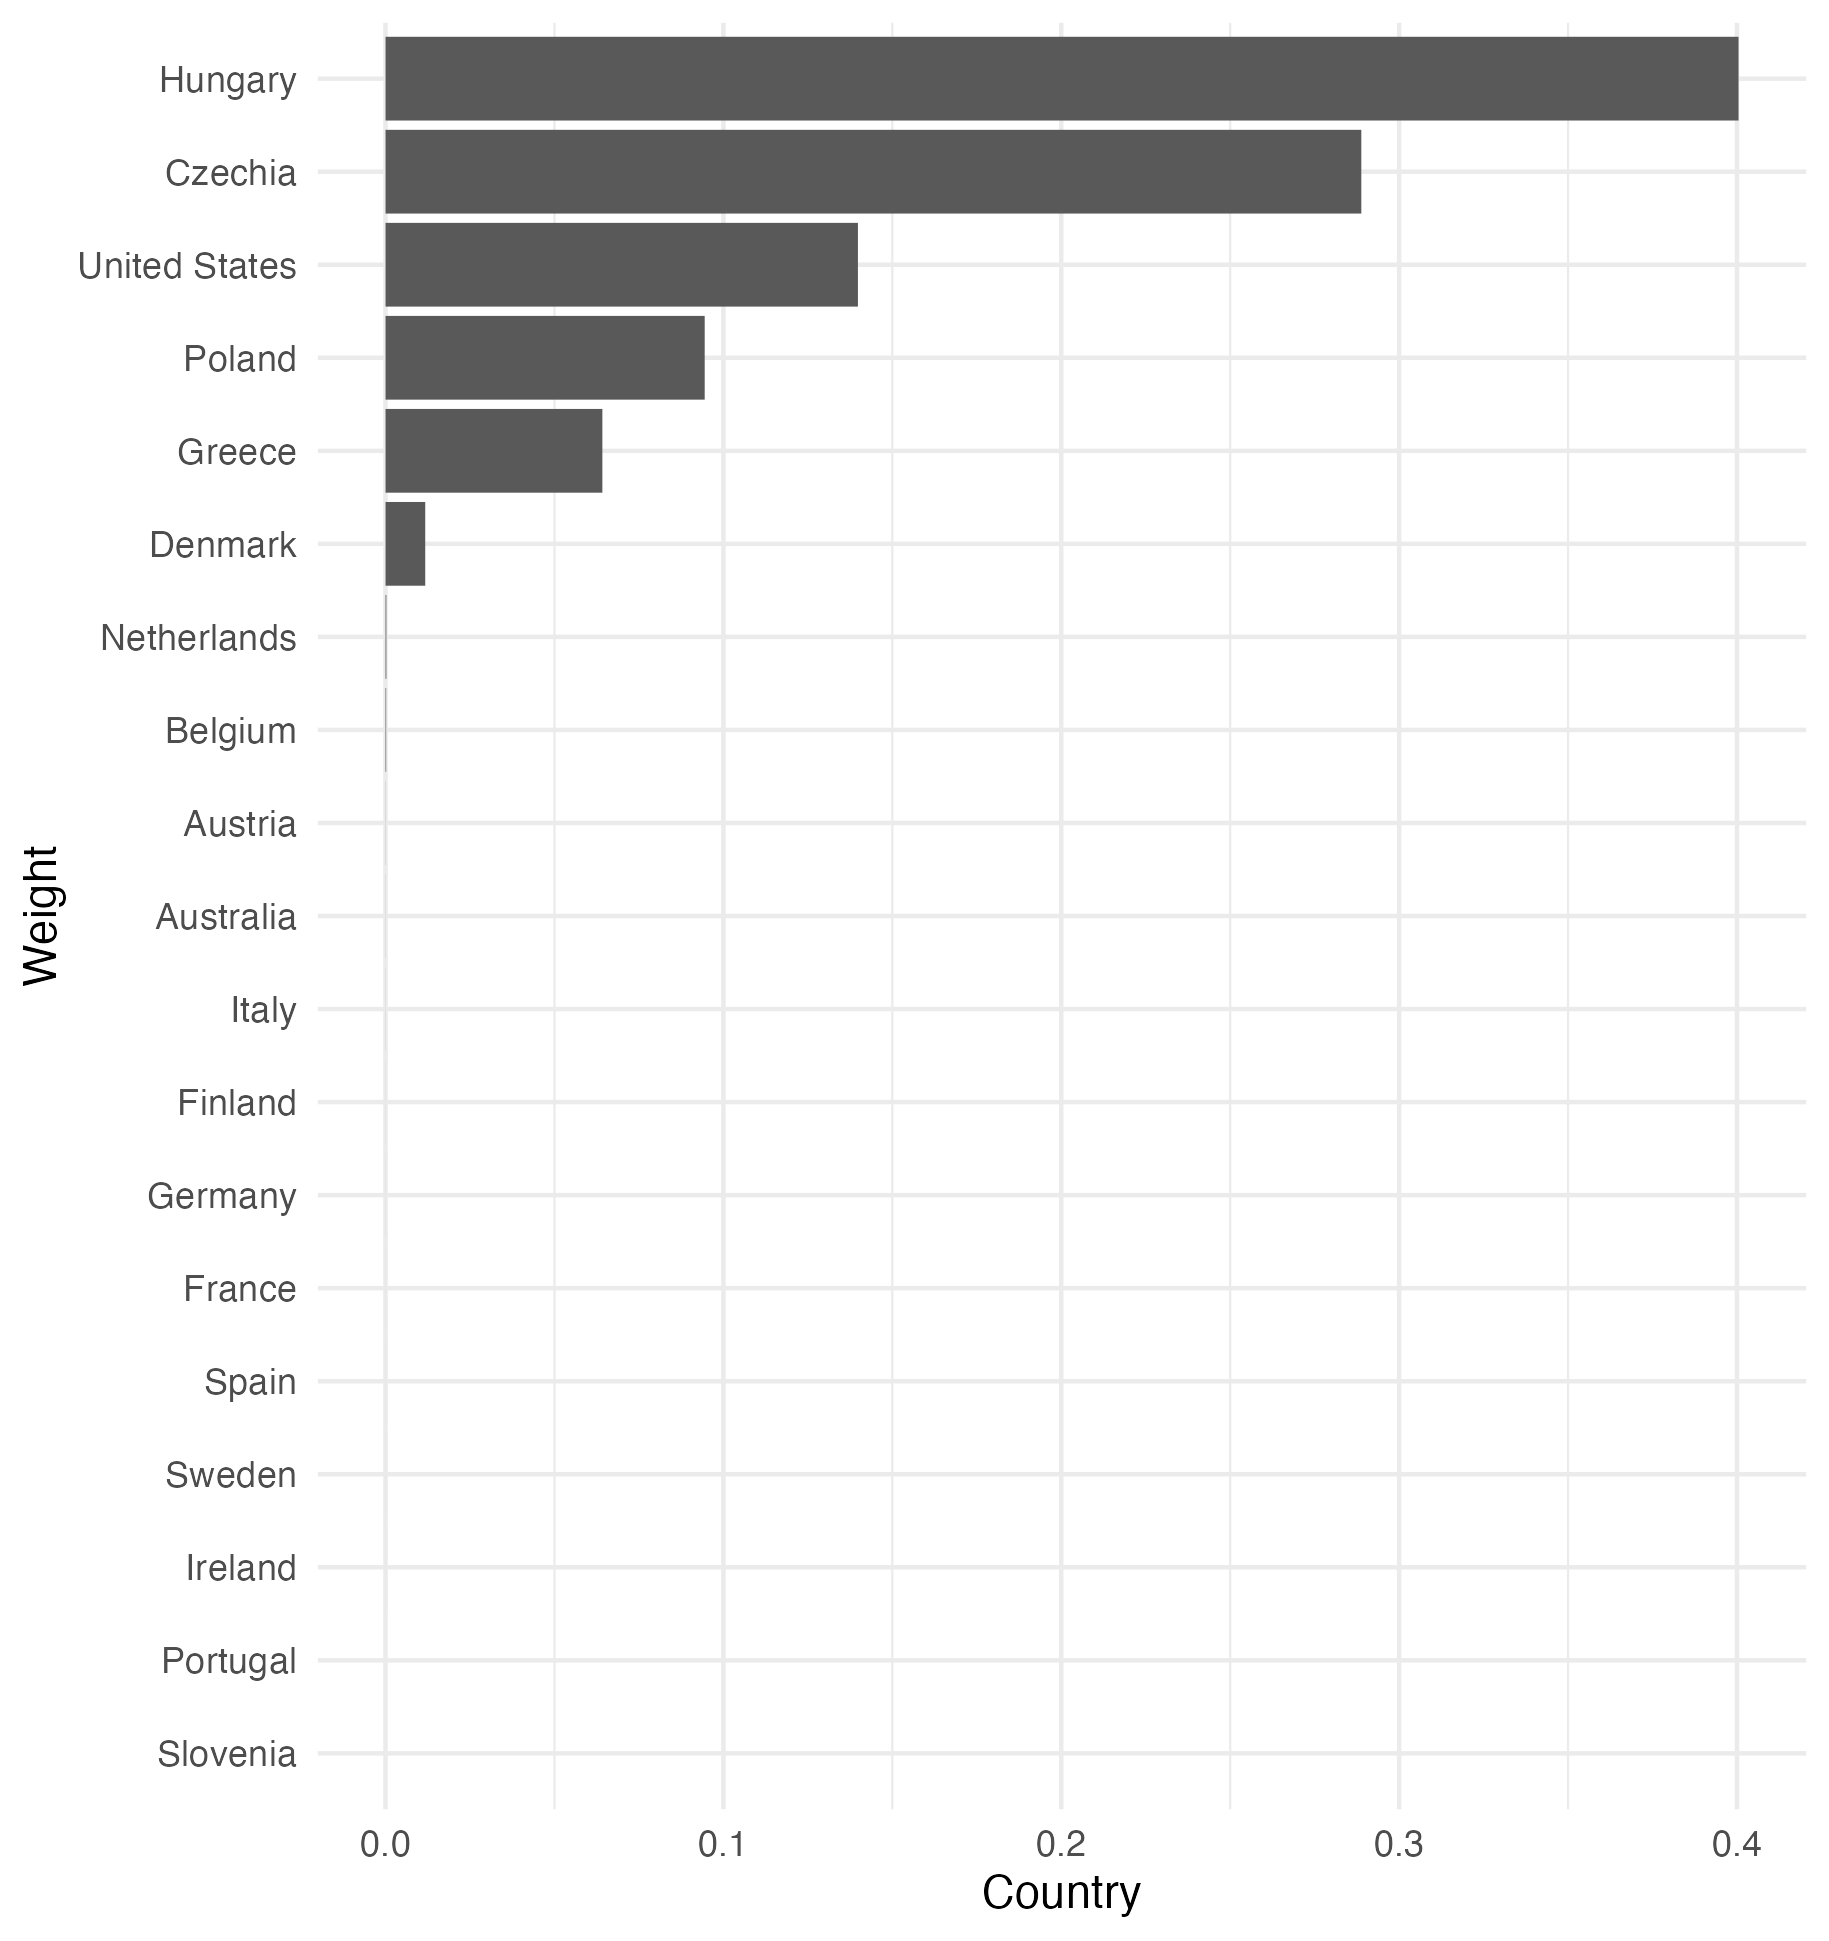 Hungary
Czechia
United States
Poland
Greece
Denmark
Netherlands
Belgium
Austria
Australia
Italy
Finland
Germany
France
Spain
Sweden
Ireland
Portugal
Slovenia
Weight
0.0 0.1 0.2 0.3 0.4
Country